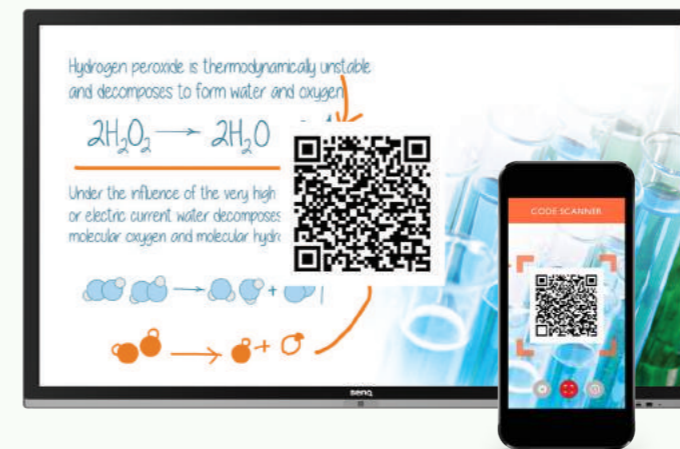 Hydrogen peroxide is thermodynamically unstable
and decomposes to form water and oxygen
2H₂O₂ → 2H₂O
Under the influence of the very high
or electric current water decomposes
molecular oxygen and molecular hydr
+
+
CODE SCANNER
BenQ